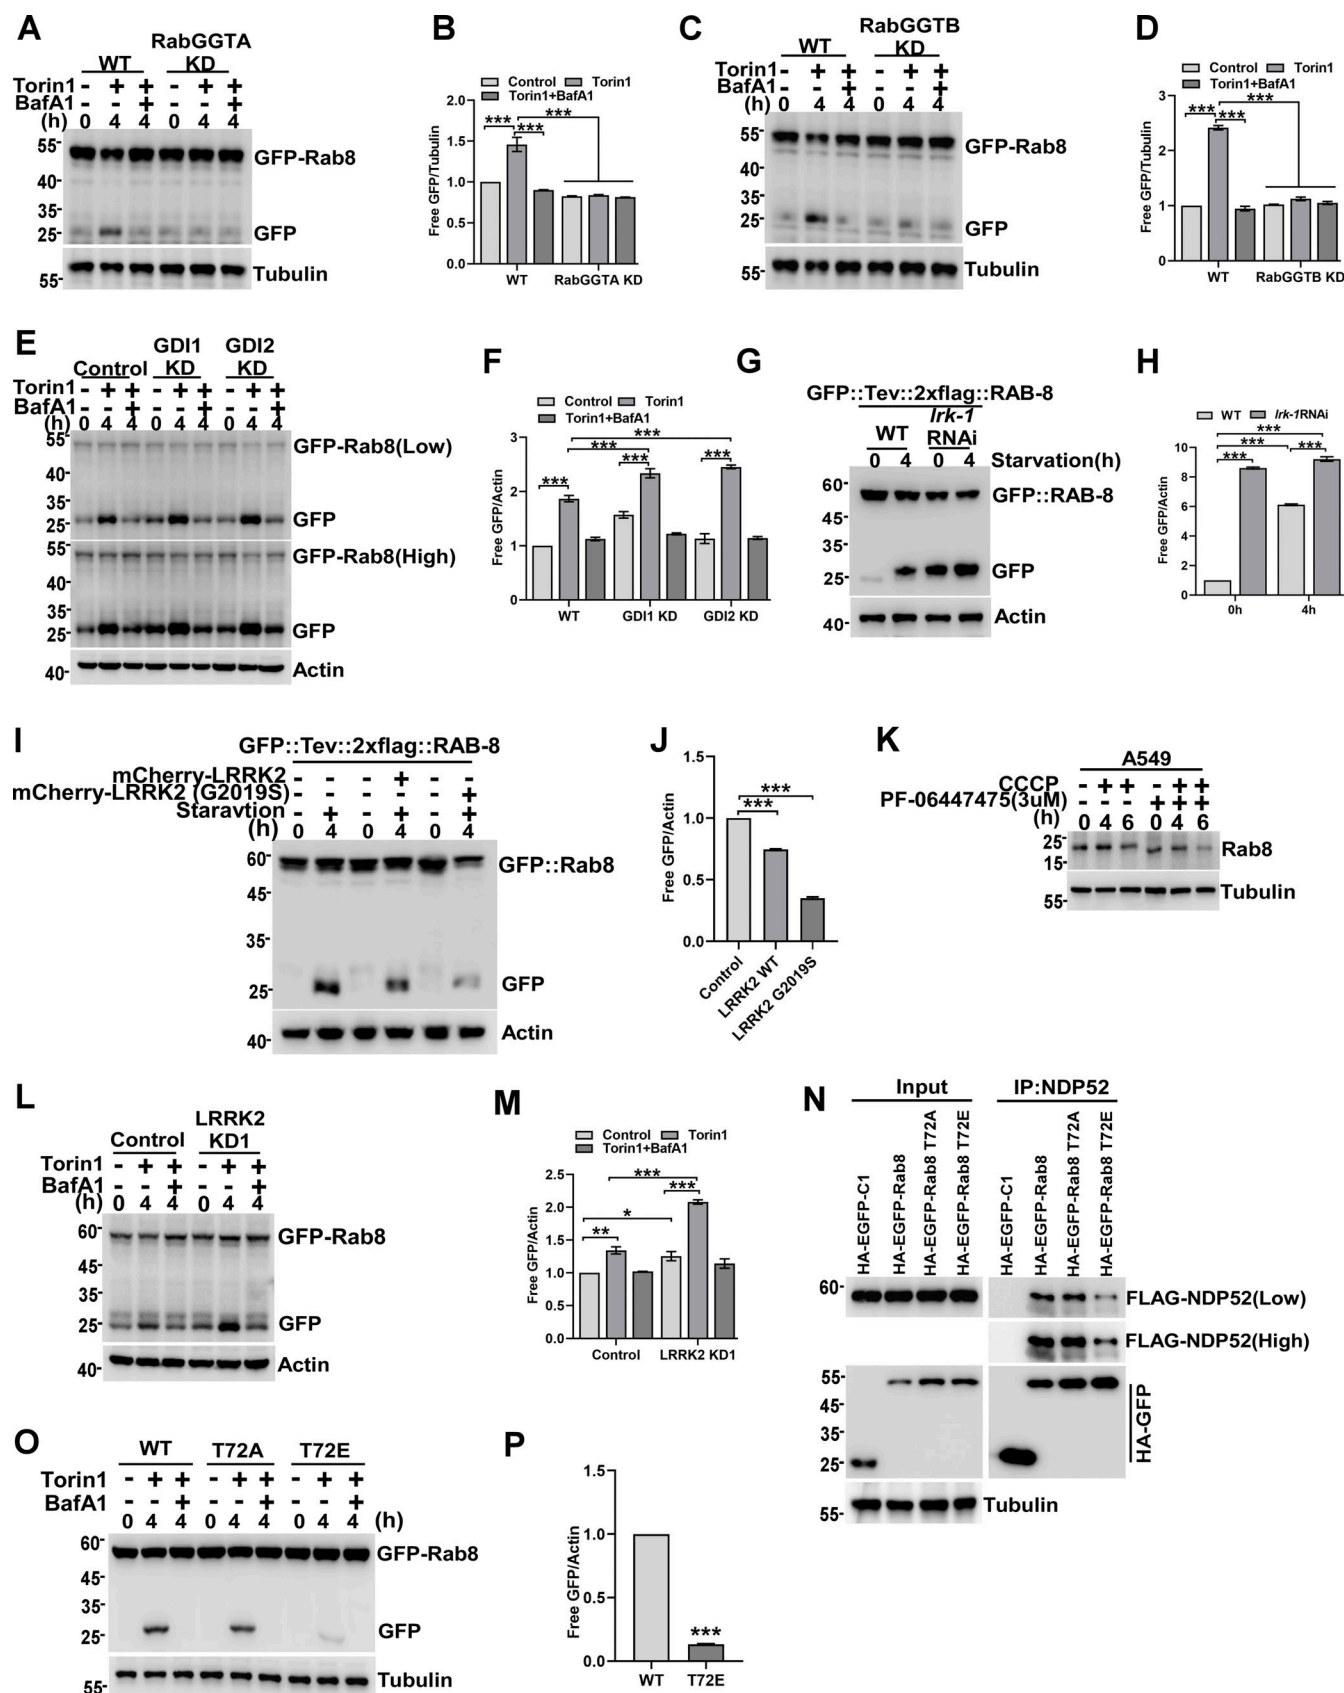 A
RabGGTA
WT KD
Torin1 - + + - + +
BafA1 - - + - - +
(h) 0 4 4 0 4 4
55-
GFP-Rab8
40-
35-
25-
GFP
Tubulin
55-
B
Control Torin1
Torin1+BafA1
***
*** ***
Free GFP/Tubulin
2.0
1.5
1.0
0.5
0.0
WT RabGGTA KD
C
RabGGTB
WT KD
Torin1 - + + - + +
BafA1 - - + - - +
(h) 0 4 4 0 4 4
55-
GFP-Rab8
40-
35-
25-
GFP
55-
Tubulin
D
Control Torin1
Torin1+BafA1
***
*** ***
Free GFP/Tubulin
3
2
1
0
WT RabGGTB KD
E
GDI1 GDI2
Control KD KD
Torin1 - + + - + + - + +
BafA1 - - + - - + - - +
(h) 0 4 4 0 4 4 0 4 4
55-
GFP-Rab8(Low)
40-
35-
25-
GFP
55-
GFP-Rab8(High)
40-
35-
25-
GFP
40-
Actin
F
Control Torin1
Torin1+BafA1
***
***
*** *** ***
Free GFP/Actin
3
2
1
0
WT GDI1 KD GDI2 KD
G
GFP::Tev::2xflag::RAB-8
lrk-1
WT RNAi
0 4 0 4 Starvation(h)
60-
GFP::RAB-8
45-
35-
25-
GFP
40-
Actin
H
WT lrk-1RNAi
***
***
*** ***
Free GFP/Actin
10
8
6
4
2
0
0h 4h
I
GFP::Tev::2xflag::RAB-8
mCherry-LRRK2 - - - + - -
mCherry-LRRK2 (G2019S) - - - - - +
Staravtion - + - + - +
(h) 0 4 0 4 0 4
60-
GFP::Rab8
45-
35-
25-
GFP
40-
Actin
J
***
***
Free GFP/Actin
1.5
1.0
0.5
0.0
Control
LRRK2 WT
LRRK2 G2019S
K
A549
CCCP - + + - + +
PF-06447475(3uM) - - - + + +
(h) 0 4 6 0 4 6
25-
Rab8
15-
55-
Tubulin
L
LRRK2
Control KD1
Torin1 - + + - + +
BafA1 - - + - - +
(h) 0 4 4 0 4 4
60-
GFP-Rab8
45-
35-
25-
GFP
40-
Actin
M
Control Torin1
Torin1+BafA1
***
***
*
**
Free GFP/Actin
2.5
2.0
1.5
1.0
0.5
0.0
Control LRRK2 KD1
N
Input IP:NDP52
HA-EGFP-C1
HA-EGFP-Rab8
HA-EGFP-Rab8 T72A
HA-EGFP-Rab8 T72E
HA-EGFP-C1
HA-EGFP-Rab8
HA-EGFP-Rab8 T72A
HA-EGFP-Rab8 T72E
60-
FLAG-NDP52(Low)
FLAG-NDP52(High)
55-
45-
35-
25-
HA-GFP
55-
Tubulin
O
WT T72A T72E
Torin1 - + + - + + - + +
BafA1 - - + - - + - - +
0 4 4 0 4 4 0 4 4 (h)
60-
GFP-Rab8
45-
35-
25-
GFP
55-
Tubulin
P
Free GFP/Actin
1.5
1.0
0.5
0.0
***
WT T72E